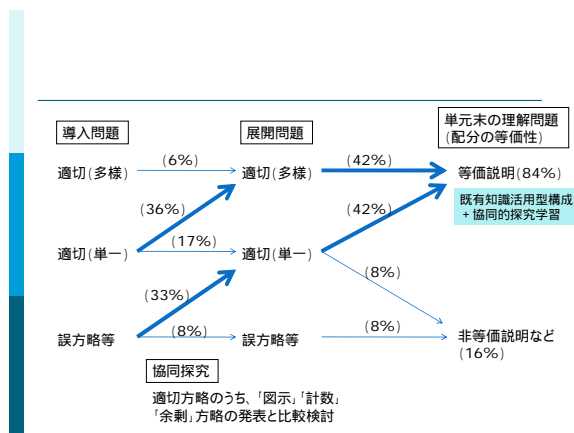 導入問題
展開問題
単元末の理解問題
(配分の等価性)
適切(多様)
(6%)
適切(多様)
(42%)
等価説明(84%)
既有知識活用型構成
+協同的探究学習
(36%)
(42%)
適切(単一)
(17%)
適切(単一)
(33%)
(8%)
誤方略等
(8%)
誤方略等
(8%)
非等価説明など
(16%)
協同探究
適切方略のうち、「図示」「計数」
「余剰」方略の発表と比較検討